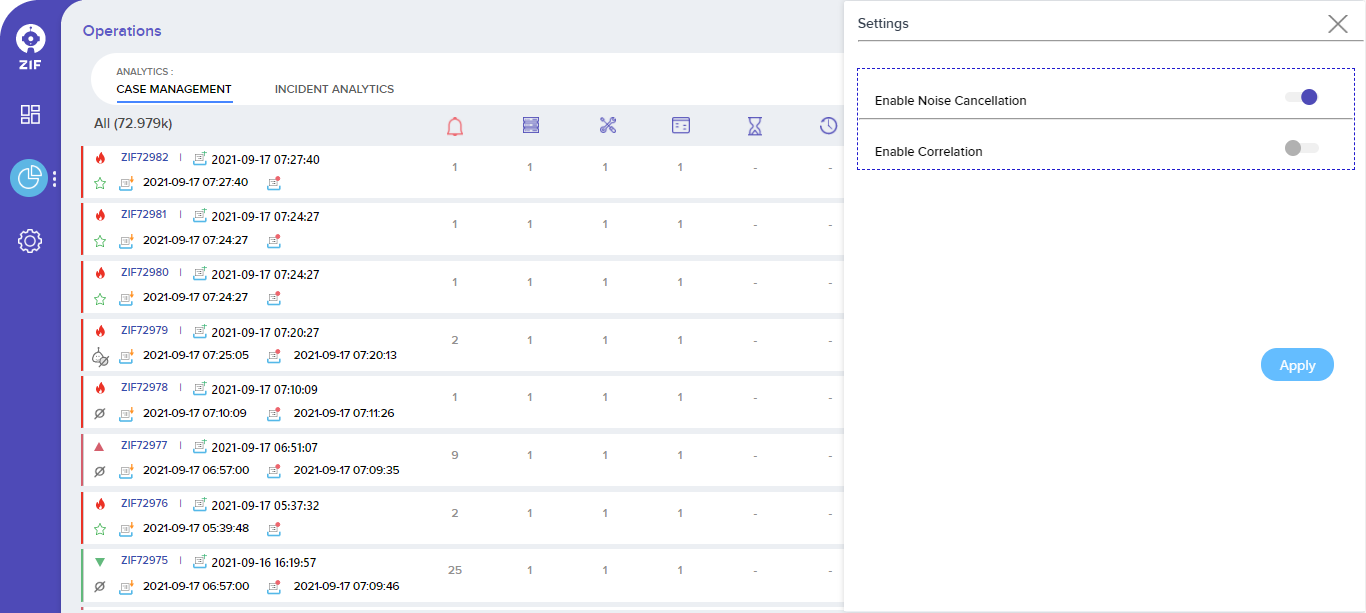 ZIF
Operations
ANALYTICS :
CASE MANAGEMENT INCIDENT ANALYTICS
All (72.979k)
ZIF72982 | 2021-09-17 07:27:40 1 1 1 1 - -
2021-09-17 07:27:40
ZIF72981 | 2021-09-17 07:24:27 1 1 1 1 - -
2021-09-17 07:24:27
ZIF72980 | 2021-09-17 07:24:27 1 1 1 1 - -
2021-09-17 07:24:27
ZIF72979 | 2021-09-17 07:20:27 2 1 1 1 - -
2021-09-17 07:25:05 2021-09-17 07:20:13
ZIF72978 | 2021-09-17 07:10:09 1 1 1 1 - -
2021-09-17 07:10:09 2021-09-17 07:11:26
ZIF72977 | 2021-09-17 06:51:07 9 1 1 1 - -
2021-09-17 06:57:00 2021-09-17 07:09:35
ZIF72976 | 2021-09-17 05:37:32 2 1 1 1 - -
2021-09-17 05:39:48
ZIF72975 | 2021-09-16 16:19:57 25 1 1 1 - -
2021-09-17 06:57:00 2021-09-17 07:09:46
Settings
Enable Noise Cancellation
Enable Correlation
Apply